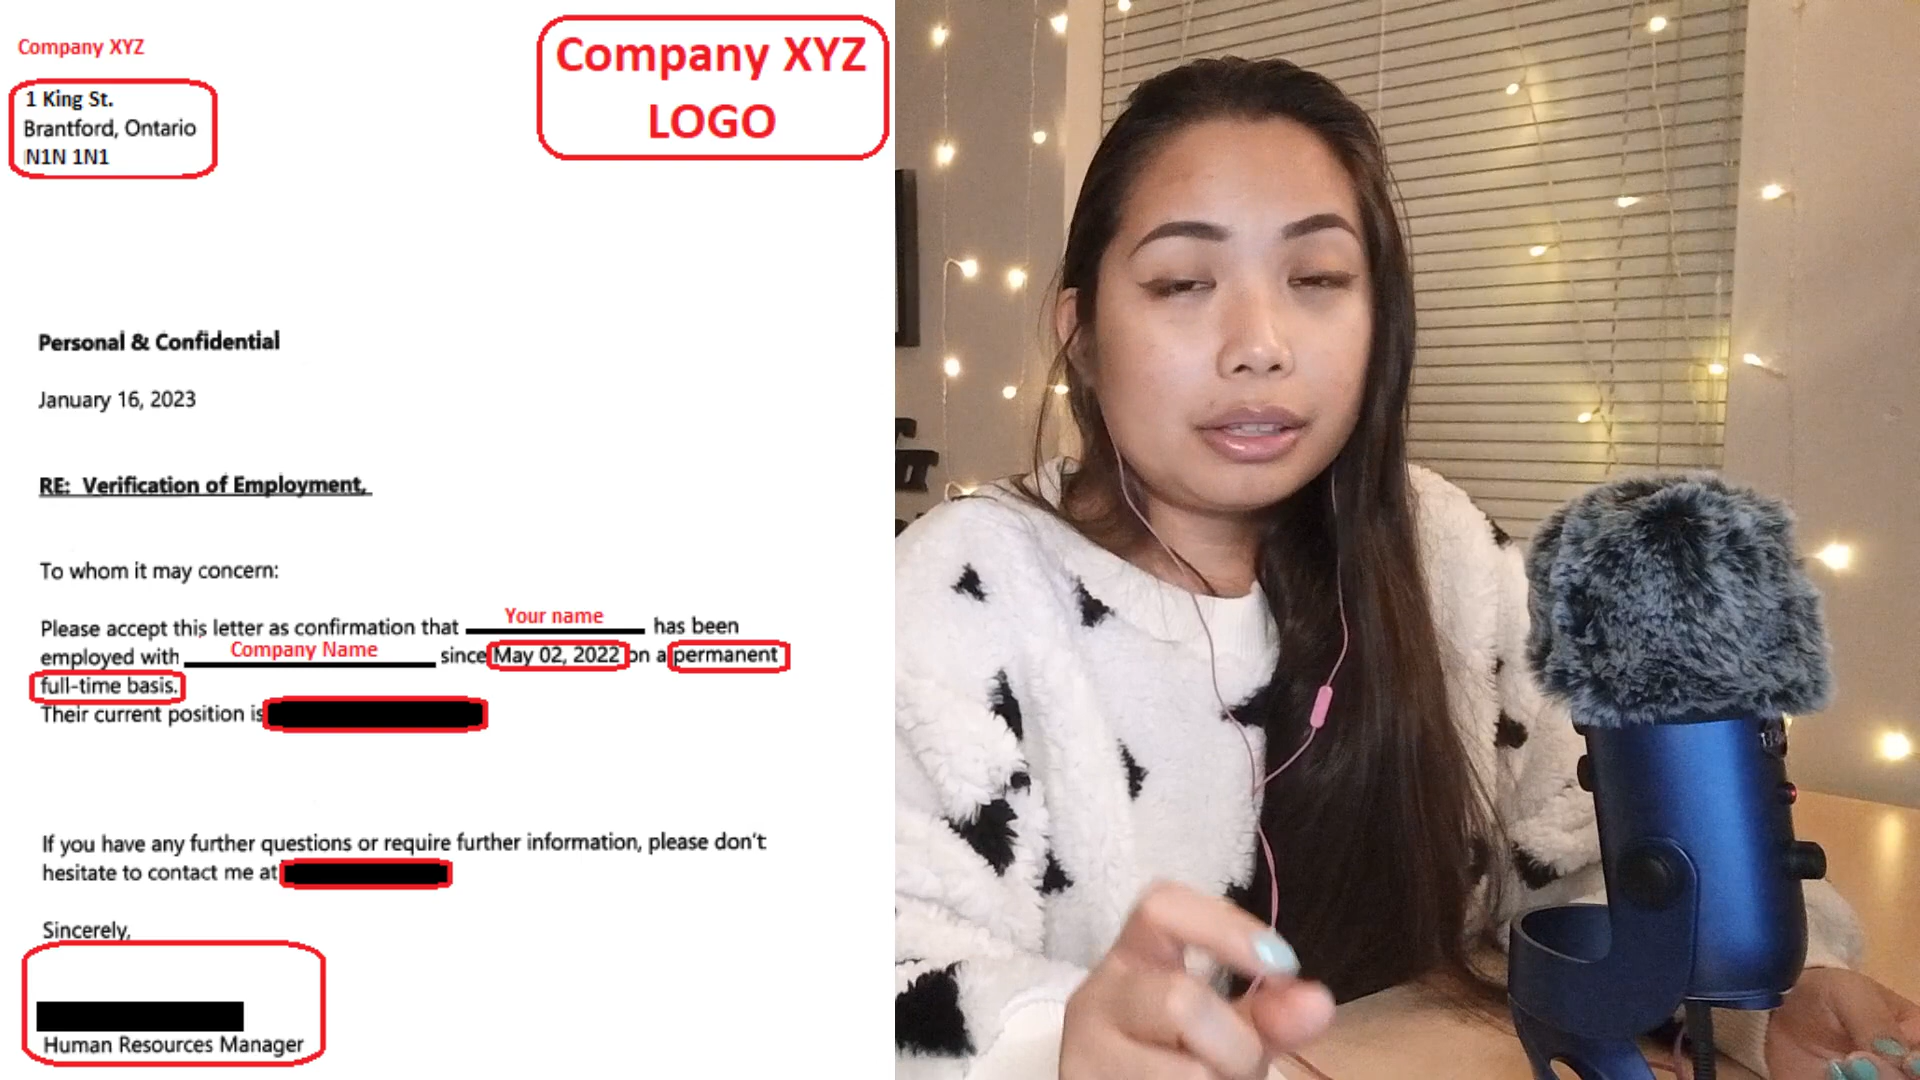 Company XYZ
Company XYZ
LOGO
1 King St.
Brantford, Ontario
N1N 1N1
Personal & Confidential
January 16, 2023
RE: Verification of Employment,
To whom it may concern:
Your name
Please accept this letter as confirmation that has been
Company Name
employed with since May 02, 2022 on a permanent
full-time basis.
Their current position is
If you have any further questions or require further information, please don't
hesitate to contact me at
Sincerely,
Human Resources Manager